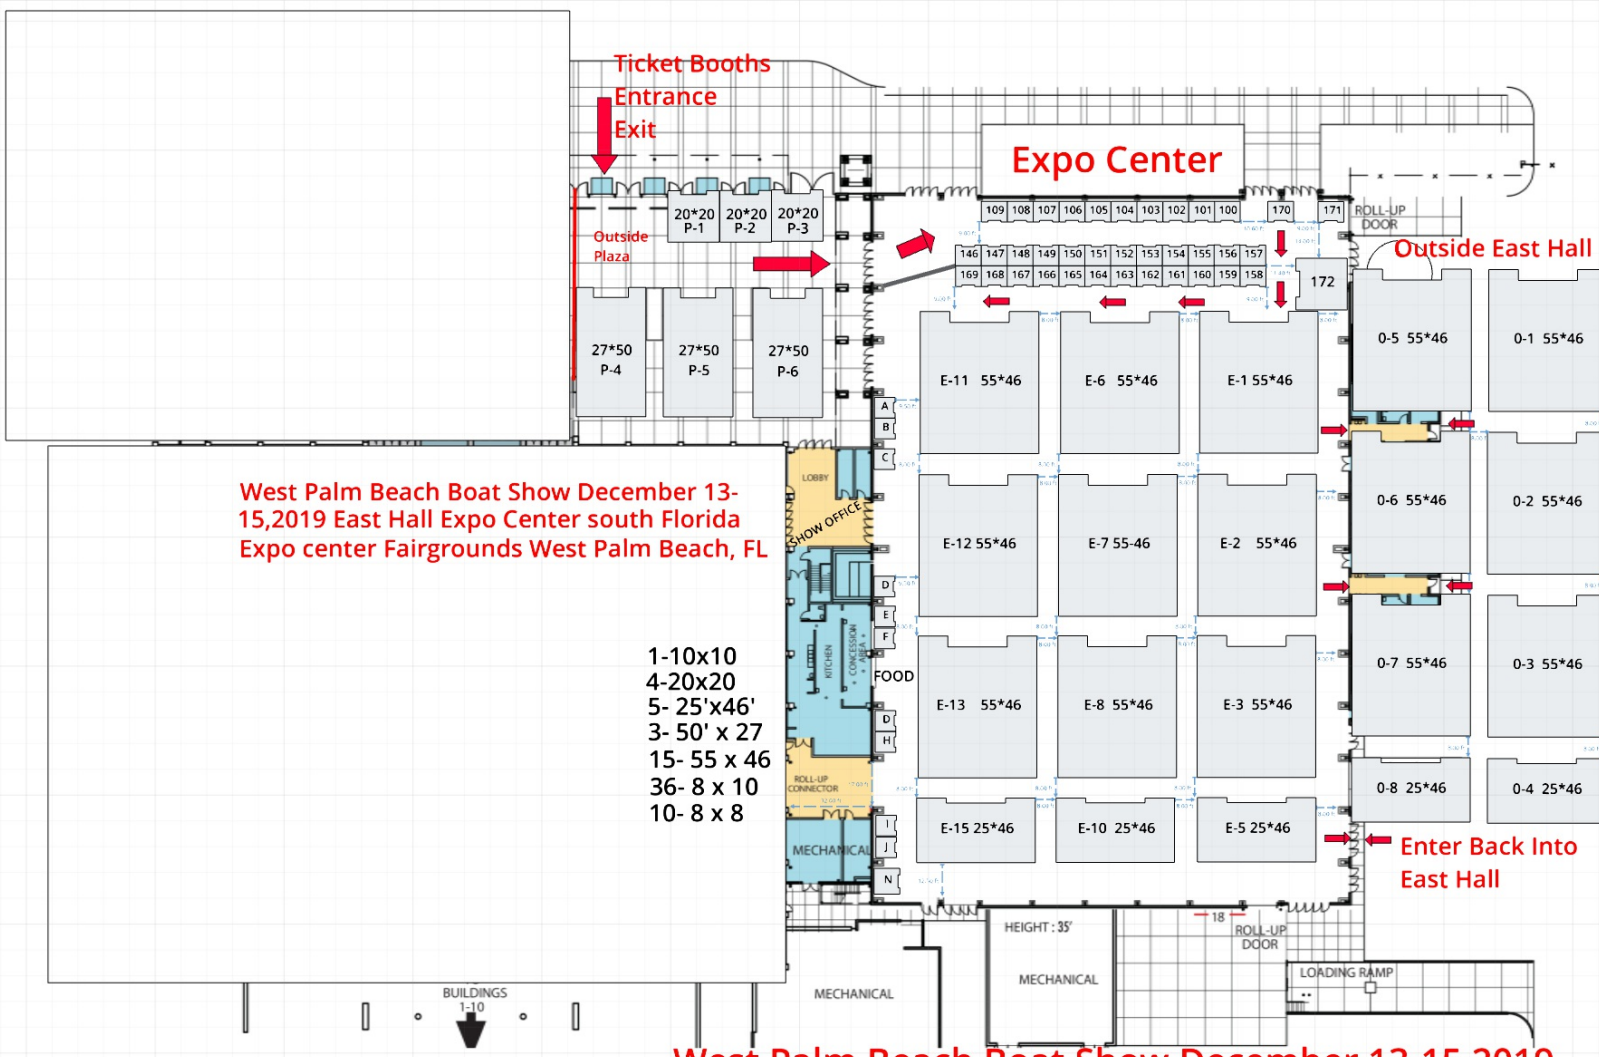 Ticket Booths
Entrance
Exit
Expo Center
20*20
P-1
20*20
P-2
20*20
P-3
Outside
Plaza
109 108 107 106 105 104 103 102 101 100
170
171
ROLL-UP
DOOR
Outside East Hall
146 147 148 149 150 151 152 153 154 155 156 157
169 168 167 166 165 164 163 162 161 160 159 158
172
27*50
P-4
27*50
P-5
27*50
P-6
E-11 55*46
E-6 55*46
E-1 55*46
0-5 55*46
0-1 55*46
A
B
C
LOBBY
SHOW OFFICE
West Palm Beach Boat Show December 13-
15,2019 East Hall Expo Center south Florida
Expo center Fairgrounds West Palm Beach, FL
E-12 55*46
E-7 55-46
E-2 55*46
0-6 55*46
0-2 55*46
D
E
F
KITCHEN
CONCESSION
AREA
FOOD
1-10x10
4-20x20
5- 25'x46'
3- 50' x 27
15- 55 x 46
36- 8 x 10
10- 8 x 8
E-13 55*46
E-8 55*46
E-3 55*46
0-7 55*46
0-3 55*46
D
H
ROLL-UP
CONNECTOR
E-15 25*46
E-10 25*46
E-5 25*46
0-8 25*46
0-4 25*46
I
J
N
MECHANICAL
Enter Back Into
East Hall
18
HEIGHT : 35'
MECHANICAL
ROLL-UP
DOOR
LOADING RAMP
MECHANICAL
BUILDINGS
1-10
West Palm Beach Boat Show December 13-15,2019